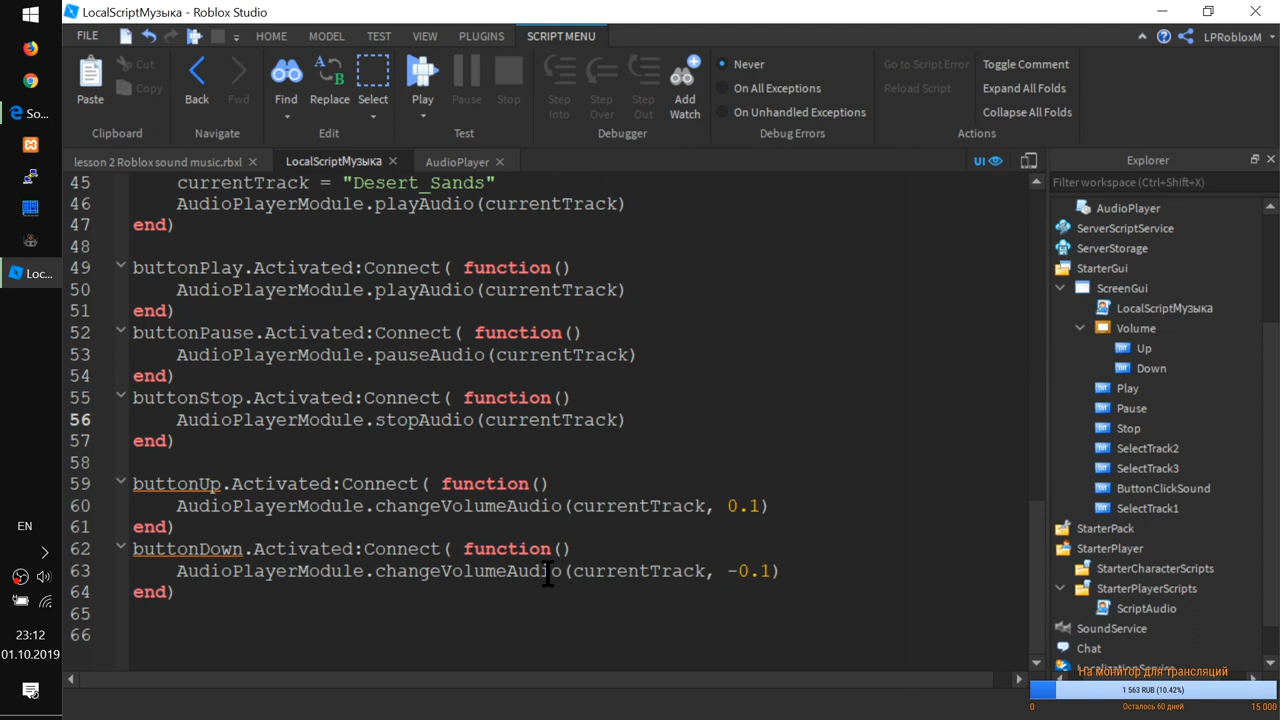 LocalScriptМузыка - Roblox Studio
FILE HOME MODEL TEST VIEW PLUGINS SCRIPT MENU LPRobloxM
Paste Cut Copy Back Fwd Find Replace Select Play Pause Stop Step Into Step Over Step Out Add Watch
Never
On All Exceptions
On Unhandled Exceptions
Go to Script Error
Reload Script
Toggle Comment
Expand All Folds
Collapse All Folds
Clipboard Navigate Edit Test Debugger Debug Errors Actions
lesson 2 Roblox sound music.rbxl LocalScriptМузыка AudioPlayer UI
45 currentTrack = "Desert_Sands"
46 AudioPlayerModule.playAudio(currentTrack)
47 end)
48
49 buttonPlay.Activated:Connect( function()
50 AudioPlayerModule.playAudio(currentTrack)
51 end)
52 buttonPause.Activated:Connect( function()
53 AudioPlayerModule.pauseAudio(currentTrack)
54 end)
55 buttonStop.Activated:Connect( function()
56 AudioPlayerModule.stopAudio(currentTrack)
57 end)
58
59 buttonUp.Activated:Connect( function()
60 AudioPlayerModule.changeVolumeAudio(currentTrack, 0.1)
61 end)
62 buttonDown.Activated:Connect( function()
63 AudioPlayerModule.changeVolumeAudio(currentTrack, -0.1)
64 end)
65
66
Explorer
Filter workspace (Ctrl+Shift+X)
AudioPlayer
ServerScriptService
ServerStorage
StarterGui
ScreenGui
LocalScriptМузыка
Volume
Up
Down
Play
Pause
Stop
SelectTrack2
SelectTrack3
ButtonClickSound
SelectTrack1
StarterPack
StarterPlayer
StarterCharacterScripts
StarterPlayerScripts
ScriptAudio
SoundService
Chat
LocalizationService
На монитор для трансляций
1 563 RUB (10.42%)
0 Осталось 60 дней 15 000
So...
Loc...
EN
23:12
01.10.2019